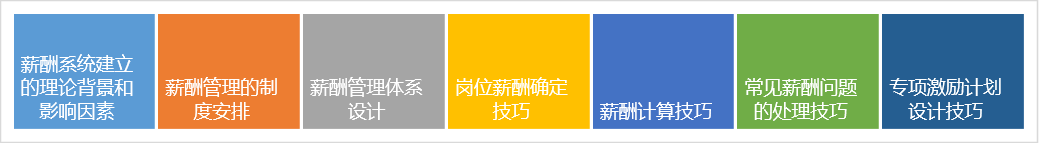 薪酬系统建立
的理论背景和
影响因素
薪酬管理的制
度安排
薪酬管理体系
设计
岗位薪酬确定
技巧
薪酬计算技巧
常见薪酬问题
的处理技巧
专项激励计划
设计技巧